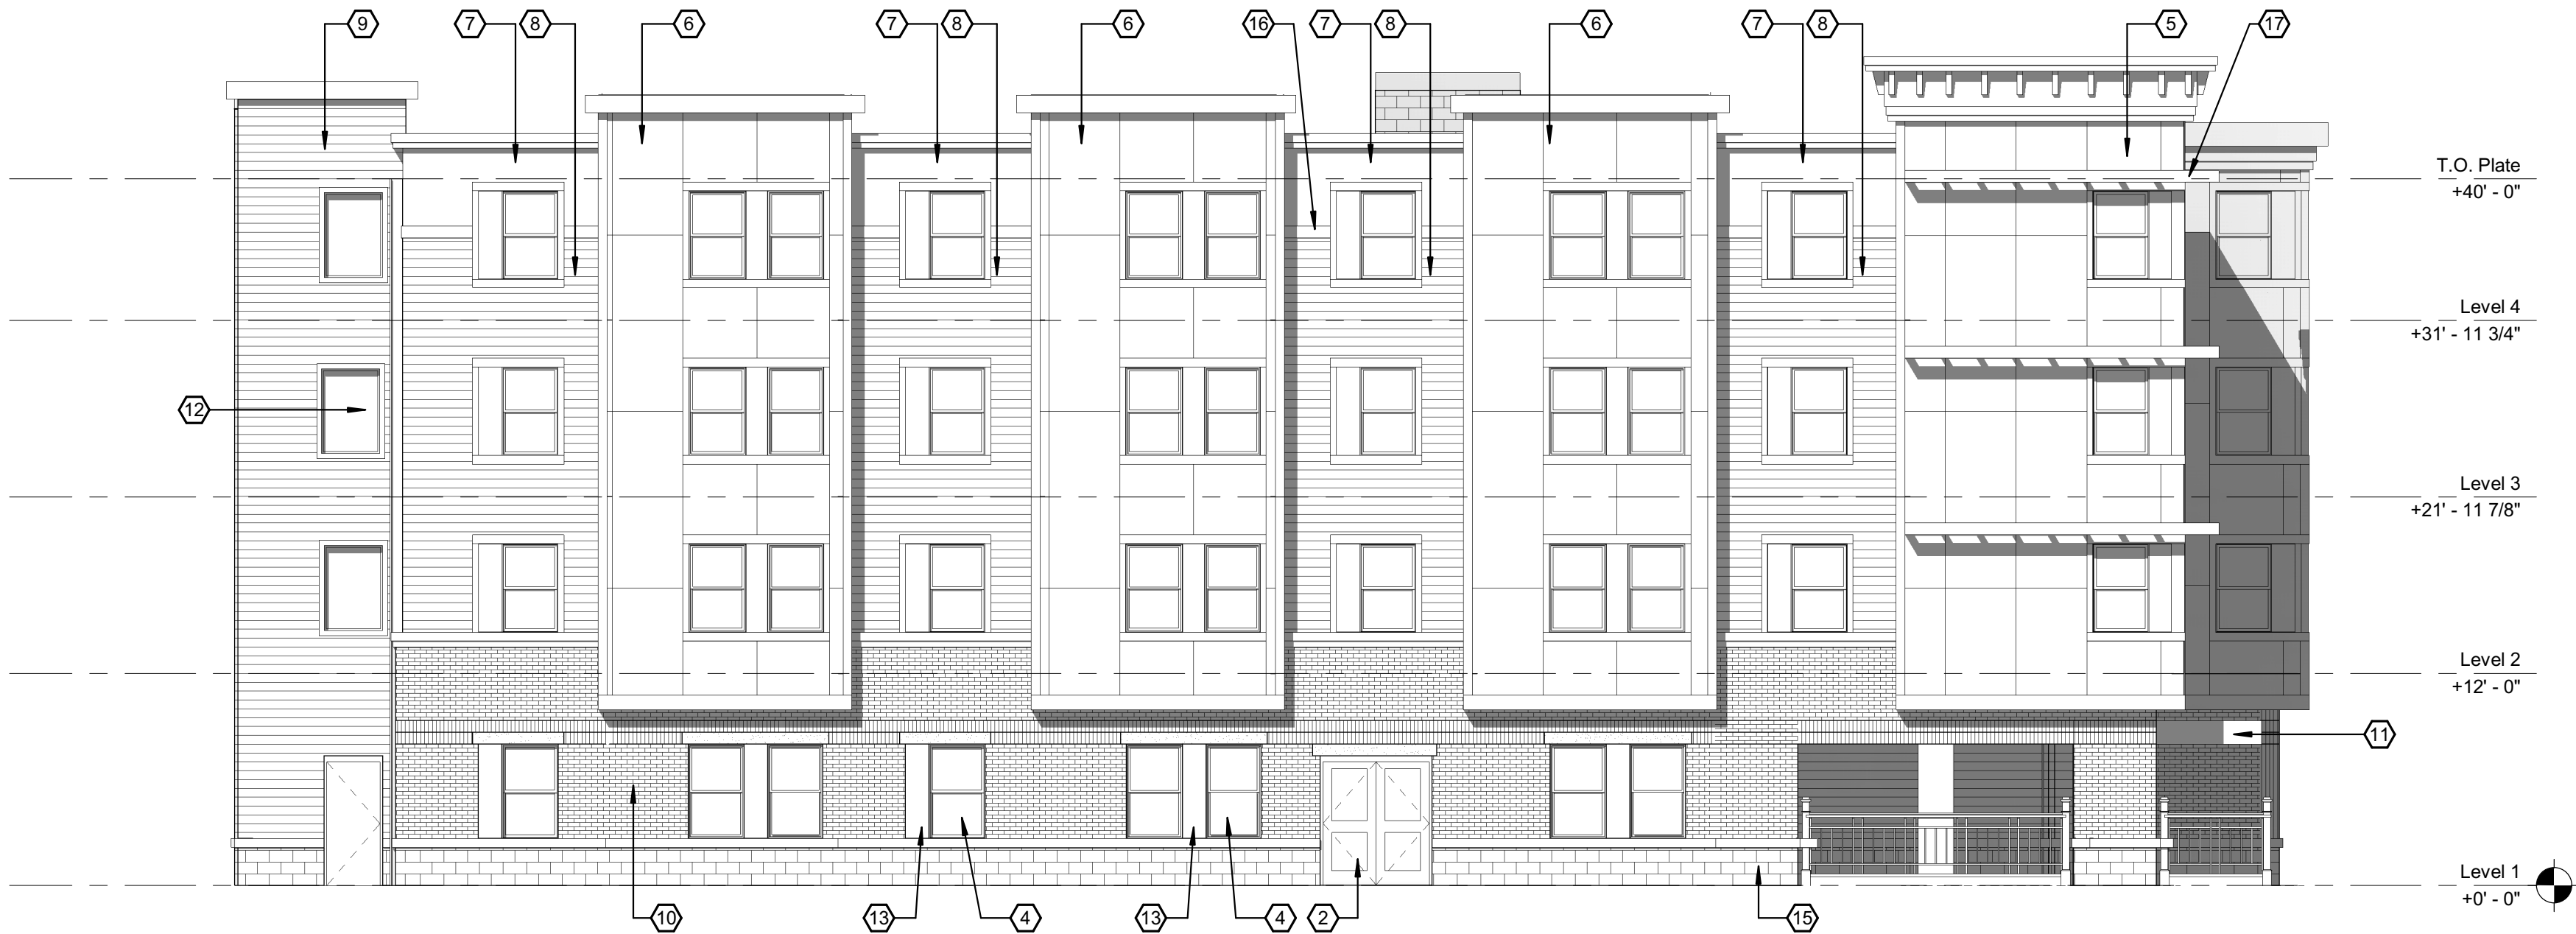 9 7 8 6 7 8 6 16 7 8 6 7 8 5 17
T.O. Plate
+40' - 0"
Level 4
+31' - 11 3/4"
12
Level 3
+21' - 11 7/8"
Level 2
+12' - 0"
11
Level 1
+0' - 0"
10 13 4 13 4 2 15